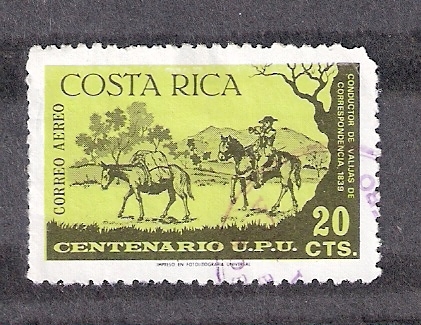 COSTA RICA
CORREO AEREO
CONDUCTOR DE VALIJAS DE
CORRESPONDENCIA, 1839
20
CTS.
CENTENARIO U.P.U.
IMPRESO EN FOTOLITOGRAFIA UNIVERSAL